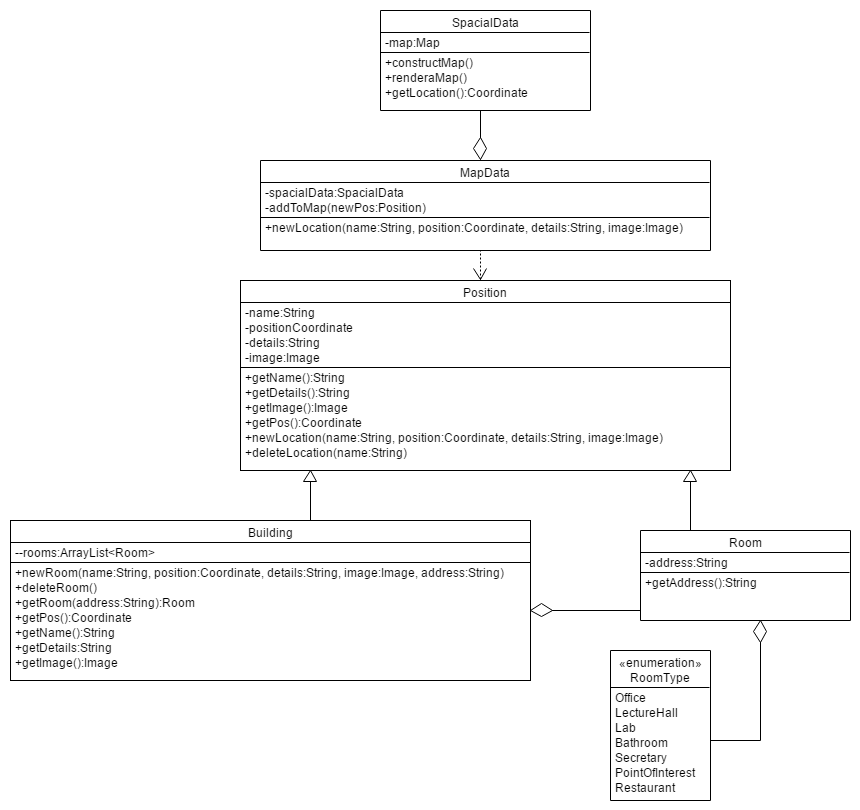 SpacialData
-map:Map
+constructMap()
+renderaMap()
+getLocation():Coordinate
MapData
-spacialData:SpacialData
-addToMap(newPos:Position)
+newLocation(name:String, position:Coordinate, details:String, image:Image)
Position
-name:String
-positionCoordinate
-details:String
-image:Image
+getName():String
+getDetails():String
+getImage():Image
+getPos():Coordinate
+newLocation(name:String, position:Coordinate, details:String, image:Image)
+deleteLocation(name:String)
Building
--rooms:ArrayList<Room>
+newRoom(name:String, position:Coordinate, details:String, image:Image, address:String)
+deleteRoom()
+getRoom(address:String):Room
+getPos():Coordinate
+getName():String
+getDetails:String
+getImage():Image
Room
-address:String
+getAddress():String
«enumeration»
RoomType
Office
LectureHall
Lab
Bathroom
Secretary
PointOfInterest
Restaurant